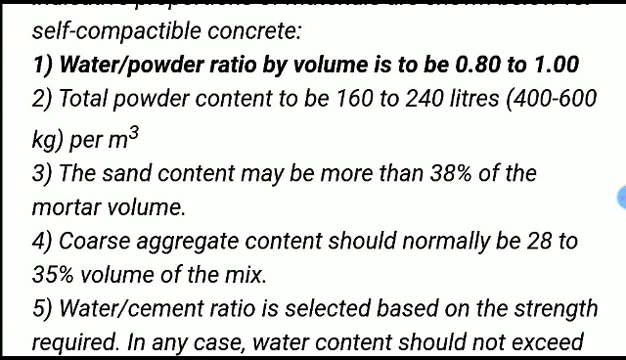 self-compactible concrete:
1) Water/powder ratio by volume is to be 0.80 to 1.00
2) Total powder content to be 160 to 240 litres (400-600
kg) per m³
3) The sand content may be more than 38% of the
mortar volume.
4) Coarse aggregate content should normally be 28 to
35% volume of the mix.
5) Water/cement ratio is selected based on the strength
required. In any case, water content should not exceed